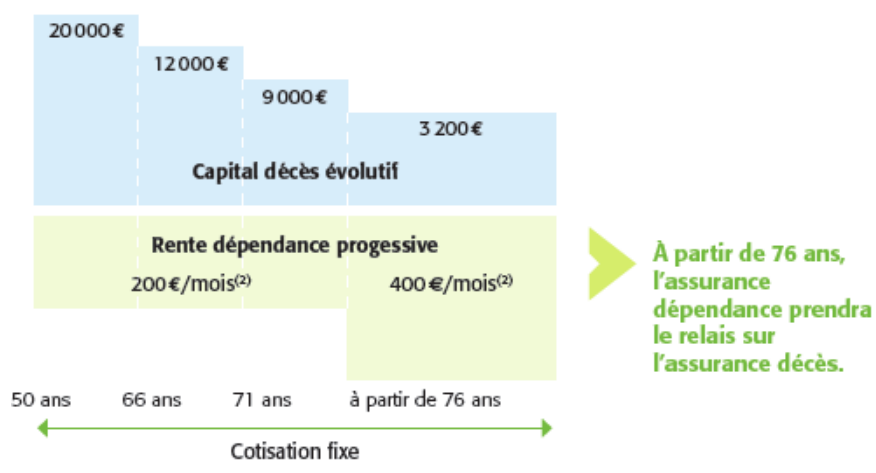 20 000 €
12 000 €
9 000 €
3 200 €
Capital décès évolutif
Rente dépendance progessive
200 €/mois(2)
400 €/mois(2)
À partir de 76 ans,
l'assurance
dépendance prendra
le relais sur
l'assurance décès.
50 ans
66 ans
71 ans
à partir de 76 ans
Cotisation fixe